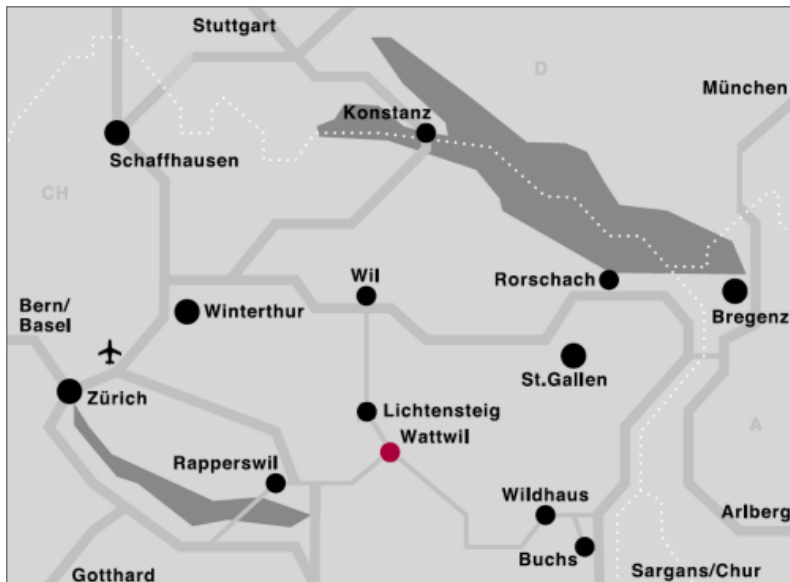 Stuttgart
D
München
Konstanz
Schaffhausen
CH
Wil
Rorschach
Bern/
Basel
Winterthur
Bregenz
St.Gallen
Zürich
Lichtensteig
Wattwil
A
Rapperswil
Wildhaus
Arlberg
Buchs
Gotthard
Sargans/Chur